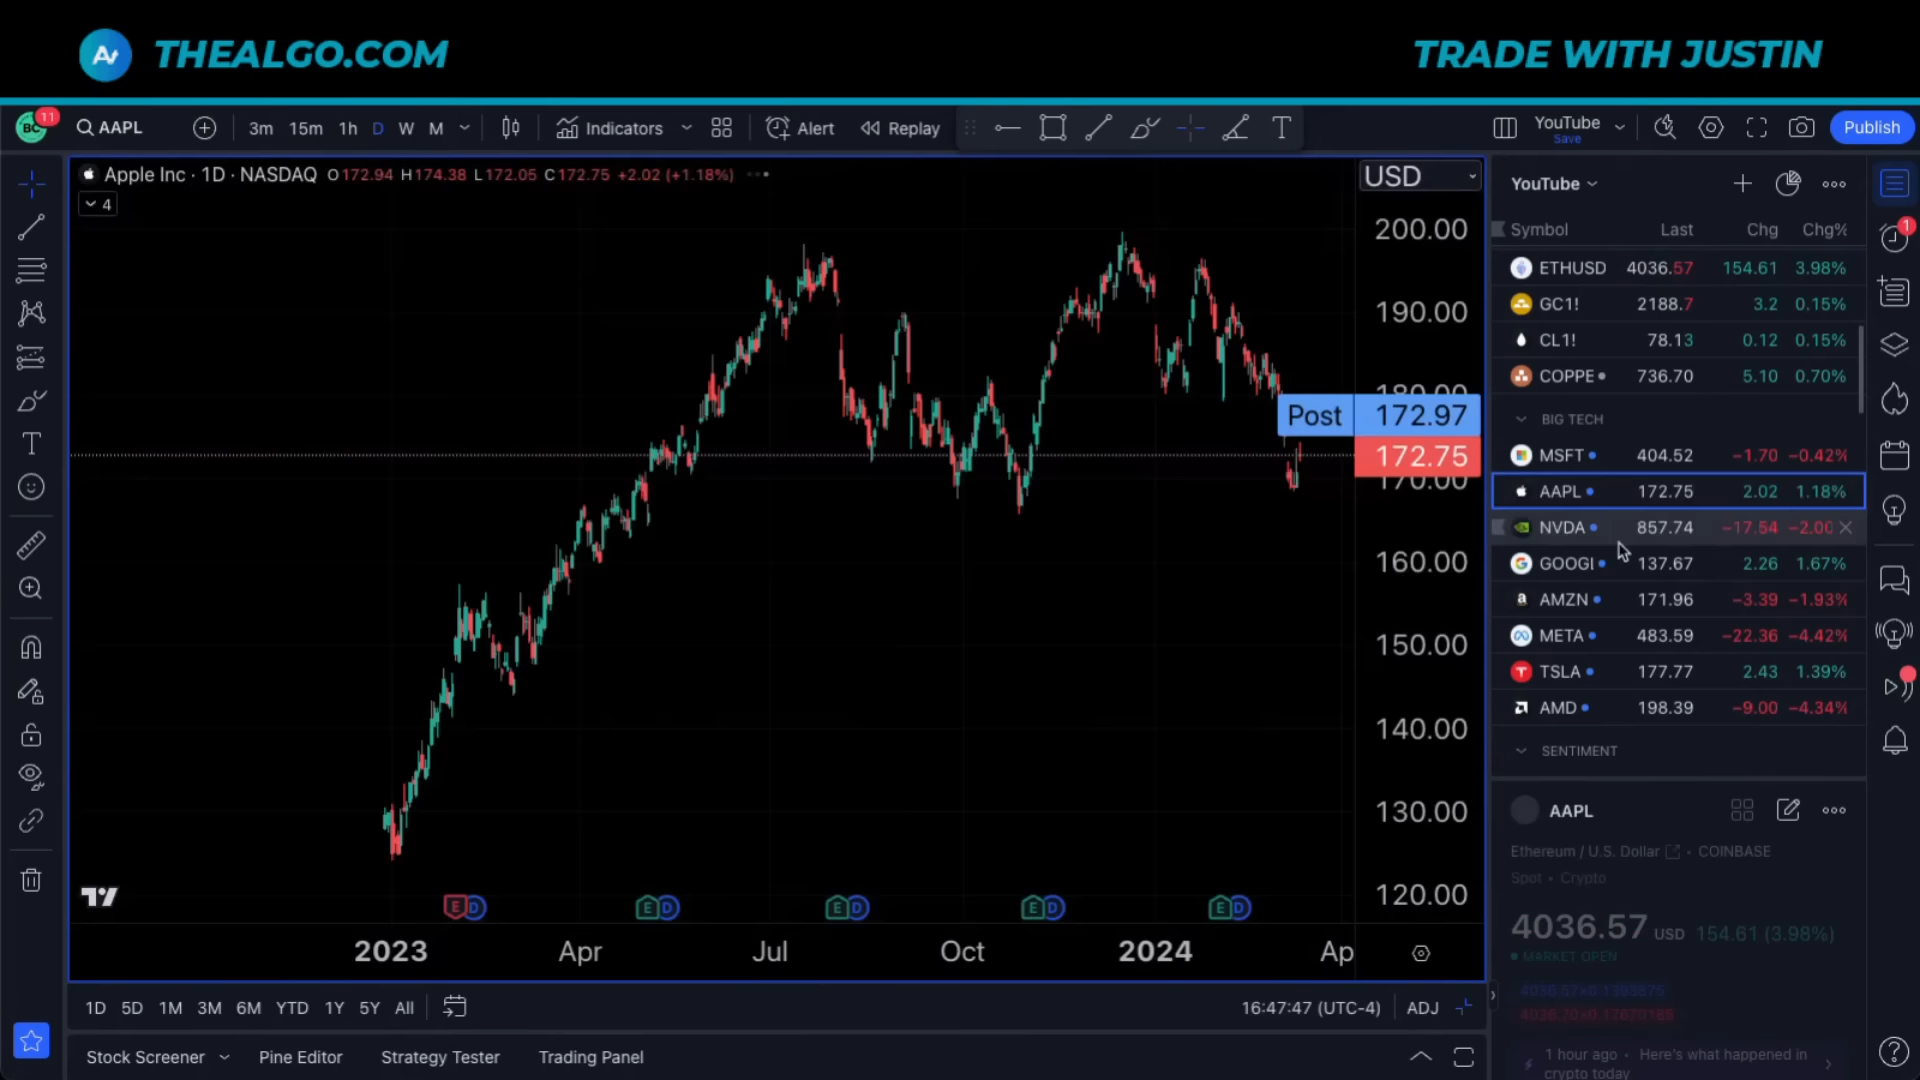 THEALGO.COM
TRADE WITH JUSTIN
BC 11
AAPL
3m 15m 1h D W M
Indicators
Alert
Replay
YouTube
Save
Publish
Apple Inc · 1D · NASDAQ O172.94 H174.38 L172.05 C172.75 +2.02 (+1.18%)
4
USD
200.00
190.00
180.00
Post 172.97
172.75
170.00
160.00
150.00
140.00
130.00
120.00
E D E D E D E D E D
2023 Apr Jul Oct 2024 Ap
1D 5D 1M 3M 6M YTD 1Y 5Y All
16:47:47 (UTC-4) ADJ
Stock Screener Pine Editor Strategy Tester Trading Panel
YouTube
Symbol Last Chg Chg%
ETHUSD 4036.57 154.61 3.98%
GC1! 2188.7 3.2 0.15%
CL1! 78.13 0.12 0.15%
COPPE 736.70 5.10 0.70%
BIG TECH
MSFT 404.52 −1.70 −0.42%
AAPL 172.75 2.02 1.18%
NVDA 857.74 −17.54 −2.00
GOOGI 137.67 2.26 1.67%
AMZN 171.96 −3.39 −1.93%
META 483.59 −22.36 −4.42%
TSLA 177.77 2.43 1.39%
AMD 198.39 −9.00 −4.34%
SENTIMENT
AAPL
Ethereum / U.S. Dollar • COINBASE
Spot • Crypto
4036.57 USD 154.61 (3.98%)
MARKET OPEN
1 hour ago • Here's what happened in
crypto today
1